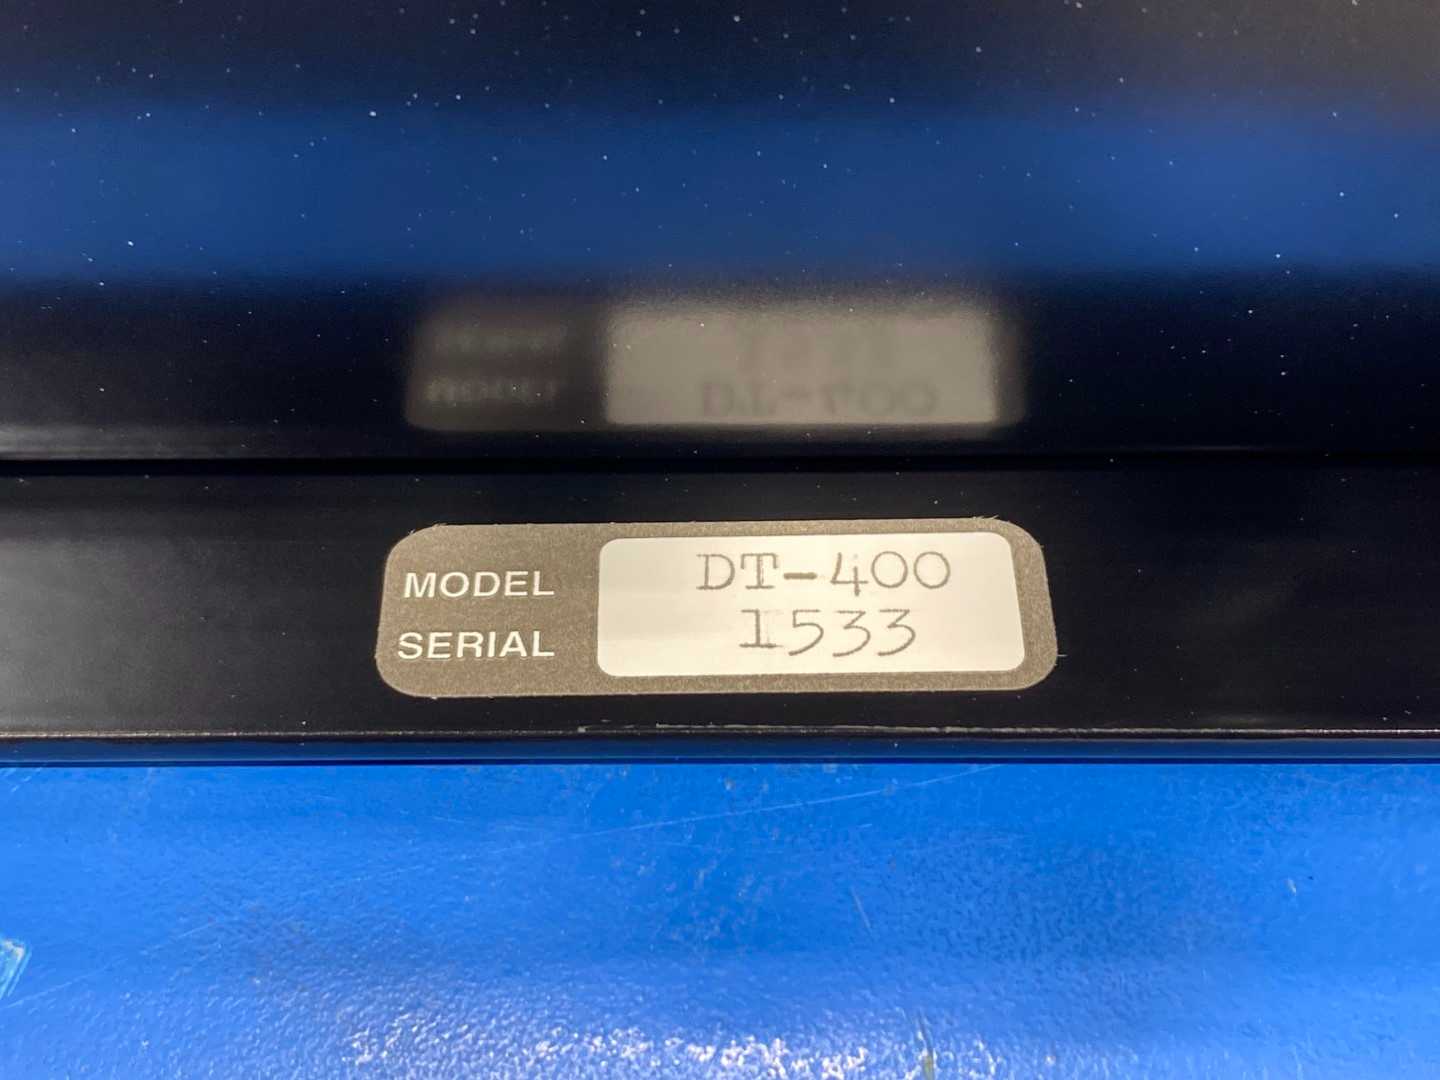 MODEL DT-400
SERIAL 1533